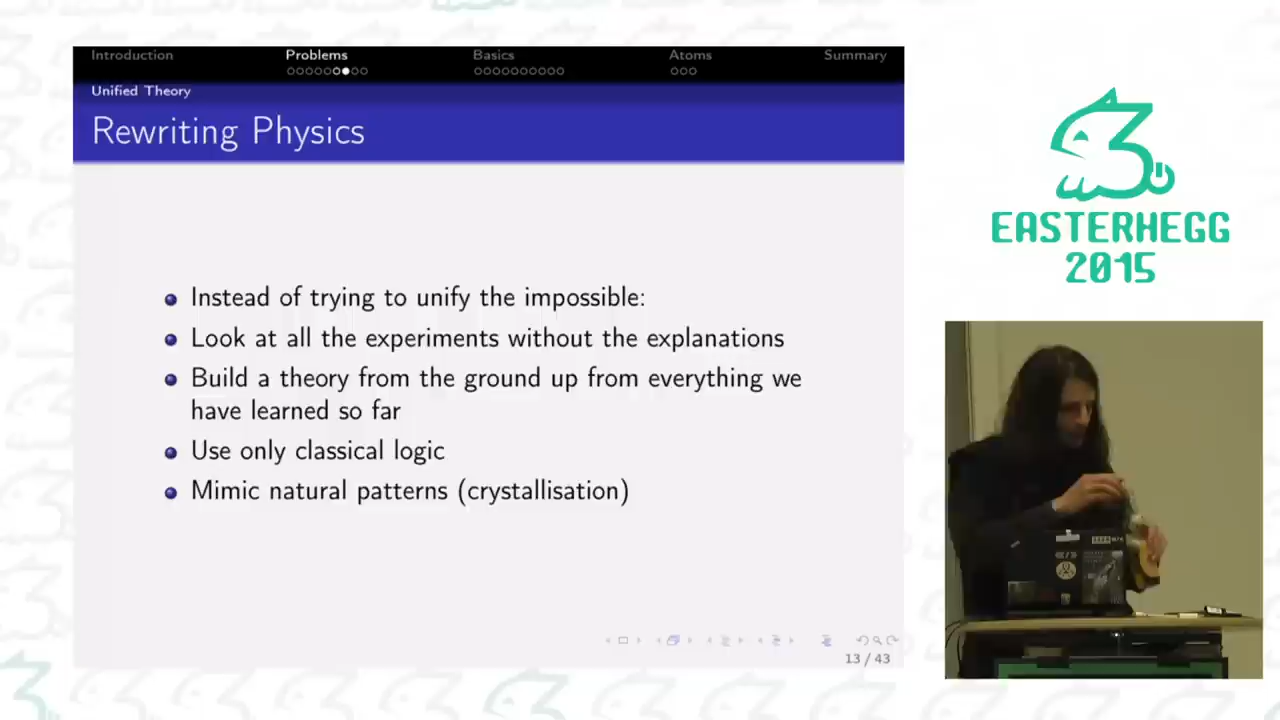 Introduction Problems Basics Atoms Summary
Unified Theory
Rewriting Physics
Instead of trying to unify the impossible:
Look at all the experiments without the explanations
Build a theory from the ground up from everything we
have learned so far
Use only classical logic
Mimic natural patterns (crystallisation)
13 / 43
EASTERHEGG
2015